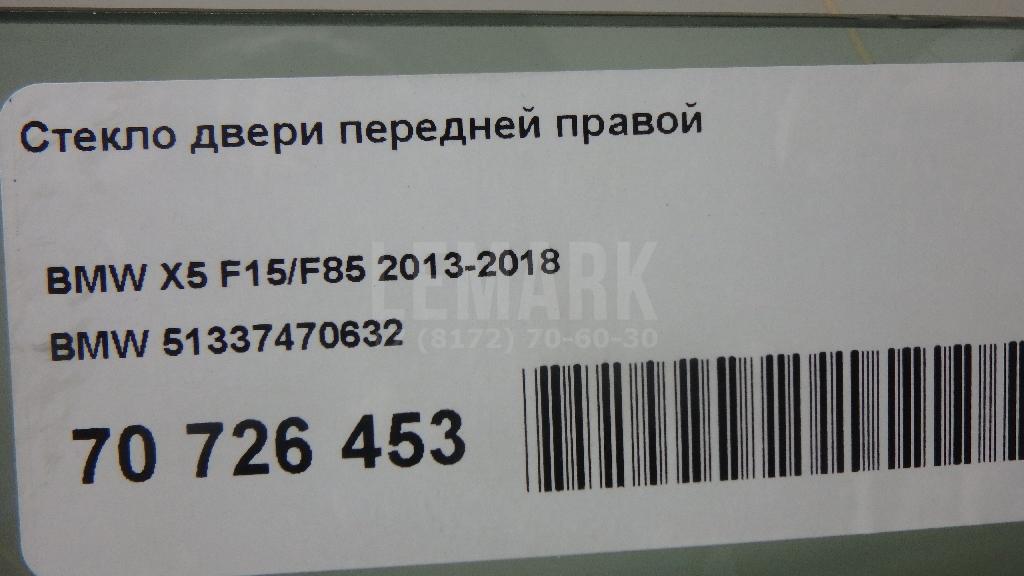 Стекло двери передней правой
BMW X5 F15/F85 2013-2018
LEMARK
BMW 51337470632
(8172) 70-60-30
70 726 453